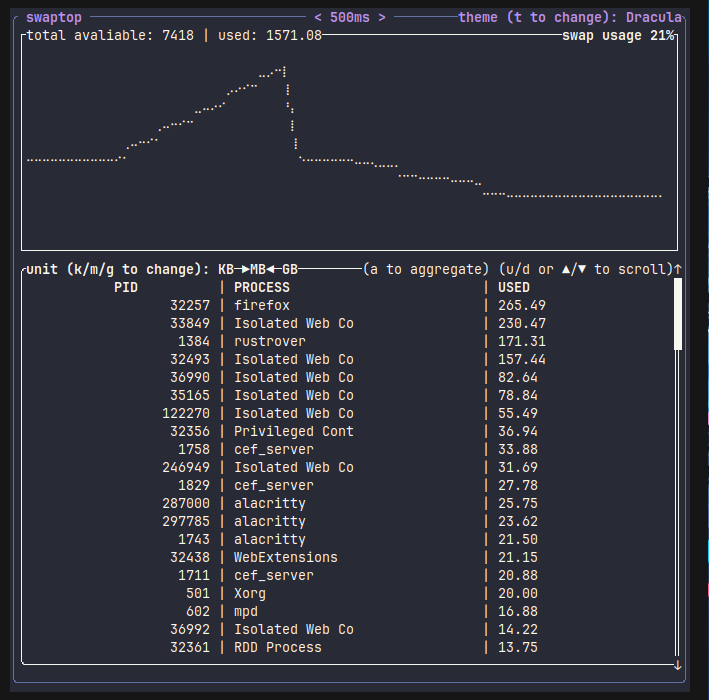 swaptop < 500ms > theme (t to change): Dracula
total avaliable: 7418 | used: 1571.08 swap usage 21%
unit (k/m/g to change): KB─▶MB◀─GB (a to aggregate) (u/d or ▲/▼ to scroll)↑
PID | PROCESS | USED
32257 | firefox | 265.49
33849 | Isolated Web Co | 230.47
1384 | rustrover | 171.31
32493 | Isolated Web Co | 157.44
36990 | Isolated Web Co | 82.64
35165 | Isolated Web Co | 78.84
122270 | Isolated Web Co | 55.49
32356 | Privileged Cont | 36.94
1758 | cef_server | 33.88
246949 | Isolated Web Co | 31.69
1829 | cef_server | 27.78
287000 | alacritty | 25.75
297785 | alacritty | 23.62
1743 | alacritty | 21.50
32438 | WebExtensions | 21.15
1711 | cef_server | 20.88
501 | Xorg | 20.00
602 | mpd | 16.88
36992 | Isolated Web Co | 14.22
32361 | RDD Process | 13.75
↓